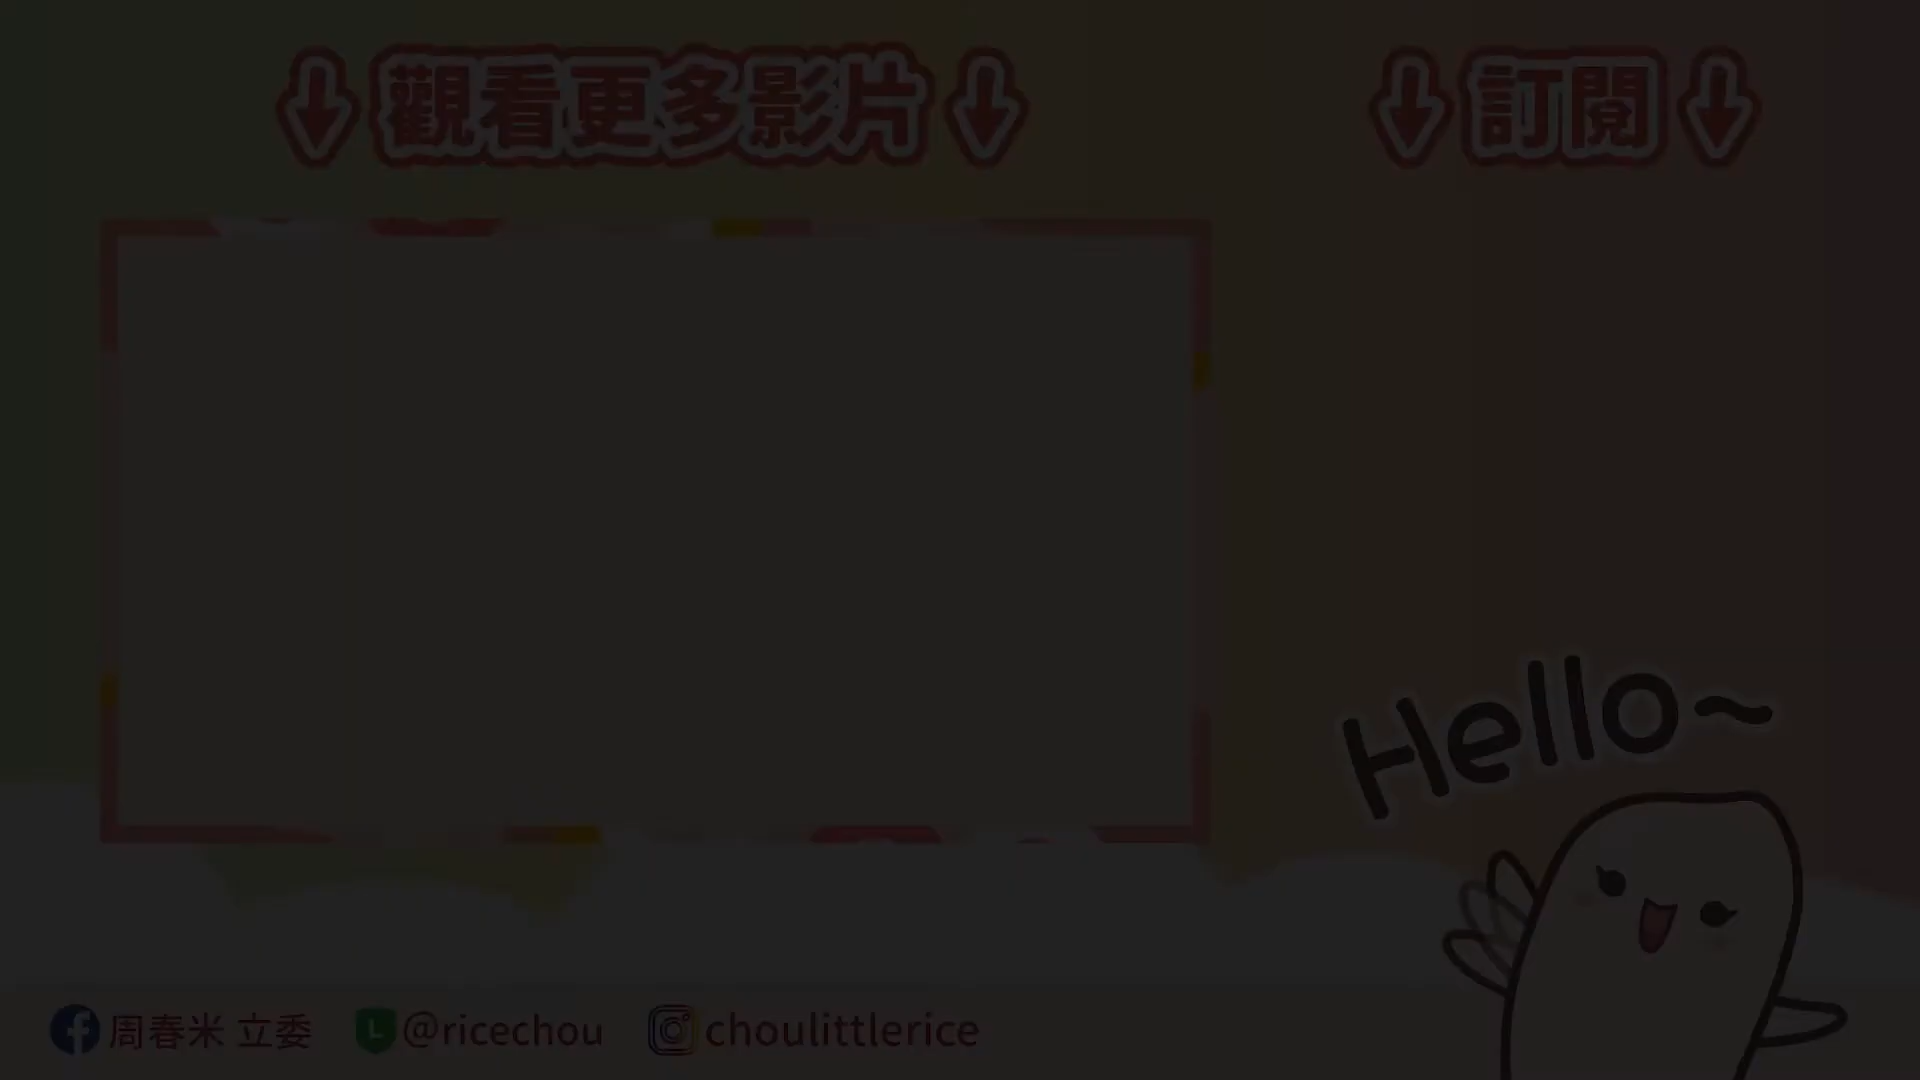 ↓ 觀看更多影片 ↓
↓ 訂閱 ↓
Hello~
周春米 立委
L @ricechou
choulittlerice